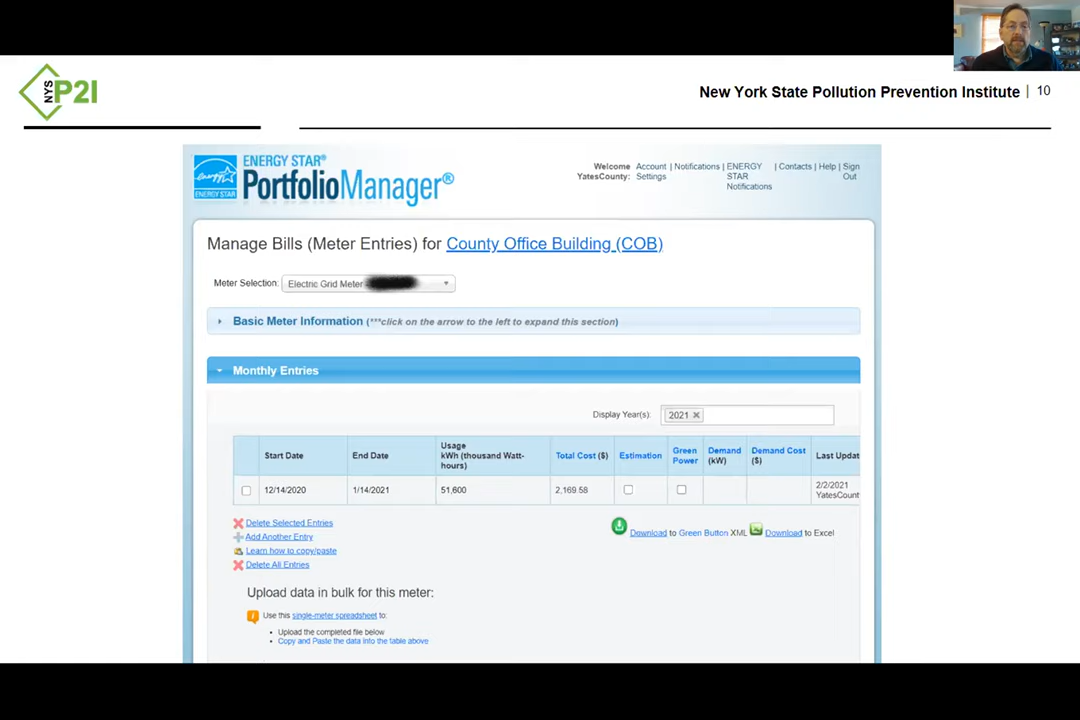 NYS P2I
New York State Pollution Prevention Institute | 10
ENERGY STAR®
PortfolioManager®
ENERGY STAR
Welcome YatesCounty: Account Settings | Notifications | ENERGY STAR Notifications | Contacts | Help | Sign Out
Manage Bills (Meter Entries) for County Office Building (COB)
Meter Selection: Electric Grid Meter
Basic Meter Information (***click on the arrow to the left to expand this section)
Monthly Entries
Display Year(s): 2021
Start Date End Date Usage kWh (thousand Watt-hours) Total Cost ($) Estimation Green Power Demand (kW) Demand Cost ($) Last Updat
12/14/2020 1/14/2021 51,600 2,169.58 2/2/2021 YatesCount
Delete Selected Entries
Add Another Entry
Learn how to copy/paste
Delete All Entries
Download to Green Button XML Download to Excel
Upload data in bulk for this meter:
Use this single-meter spreadsheet to:
• Upload the completed file below
• Copy and Paste the data into the table above